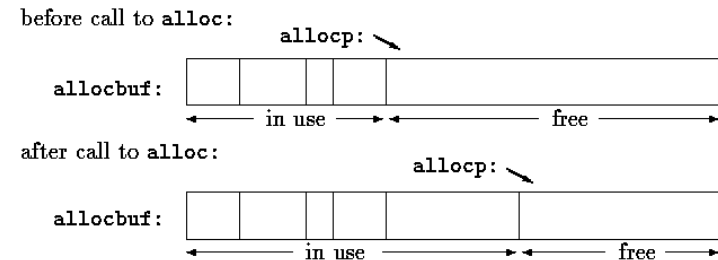 before call to alloc:
allocp:
allocbuf:
in use
free
after call to alloc:
allocp:
allocbuf:
in use
free